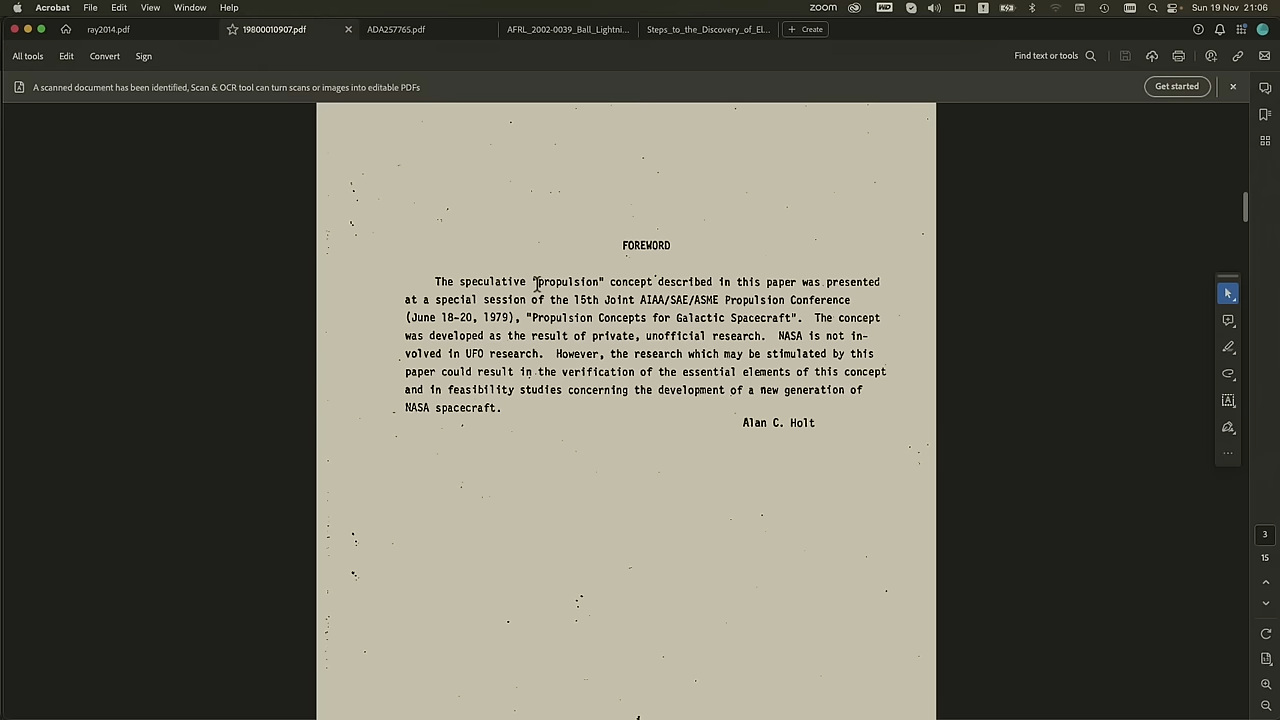 Acrobat File Edit View Window Help zoom Sun 19 Nov 21:06
ray2014.pdf 19800010907.pdf ADA257765.pdf AFRL_2002-0039_Ball_Lightni... Steps_to_the_Discovery_of_El... + Create
All tools Edit Convert Sign Find text or tools
A scanned document has been identified, Scan & OCR tool can turn scans or images into editable PDFs Get started
FOREWORD
The speculative "propulsion" concept described in this paper was presented
at a special session of the 15th Joint AIAA/SAE/ASME Propulsion Conference
(June 18-20, 1979), "Propulsion Concepts for Galactic Spacecraft". The concept
was developed as the result of private, unofficial research. NASA is not in-
volved in UFO research. However, the research which may be stimulated by this
paper could result in the verification of the essential elements of this concept
and in feasibility studies concerning the development of a new generation of
NASA spacecraft.
Alan C. Holt
3
15